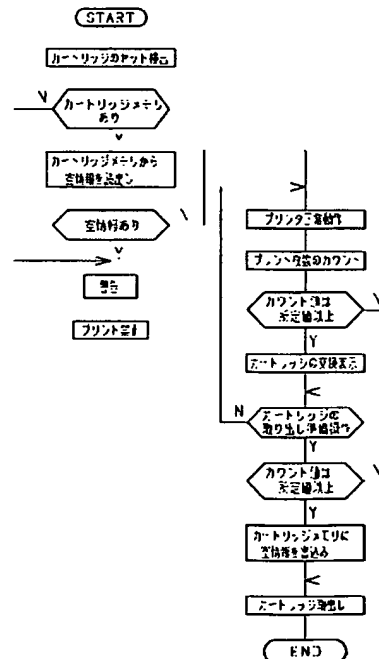 START
カートリッジのセット検出
N
カートリッジメモリ
あり
Y
カートリッジメモリから
空情報を読出し
空情報あり
N
Y
警告
プリント禁止
プリンタ正常動作
プリント枚数のカウント
カウント値は
所定値以上
N
Y
カートリッジの交換表示
N
カートリッジの
取り出し準備操作
Y
カウント値は
所定値以上
N
Y
カートリッジメモリに
空情報を書込み
カートリッジ取出し
END